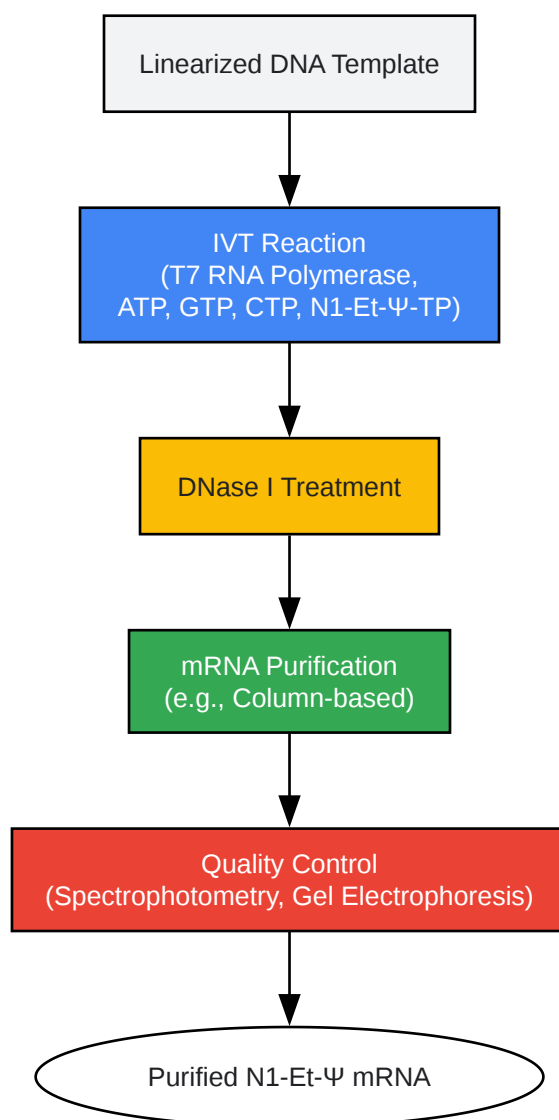 Linearized DNA Template
IVT Reaction
(T7 RNA Polymerase,
ATP, GTP, CTP, N1-Et-Ψ-TP)
DNase I Treatment
mRNA Purification
(e.g., Column-based)
Quality Control
(Spectrophotometry, Gel Electrophoresis)
Purified N1-Et-Ψ mRNA